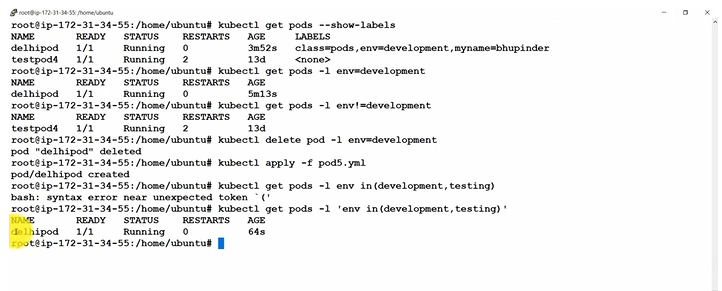 root@ip-172-31-34-55: /home/ubuntu
root@ip-172-31-34-55:/home/ubuntu# kubectl get pods --show-labels
NAME READY STATUS RESTARTS AGE LABELS
delhipod 1/1 Running 0 3m52s class=pods,env=development,myname=bhupinder
testpod4 1/1 Running 2 13d <none>
root@ip-172-31-34-55:/home/ubuntu# kubectl get pods -l env=development
NAME READY STATUS RESTARTS AGE
delhipod 1/1 Running 0 5m13s
root@ip-172-31-34-55:/home/ubuntu# kubectl get pods -l env!=development
NAME READY STATUS RESTARTS AGE
testpod4 1/1 Running 2 13d
root@ip-172-31-34-55:/home/ubuntu# kubectl delete pod -l env=development
pod "delhipod" deleted
root@ip-172-31-34-55:/home/ubuntu# kubectl apply -f pod5.yml
pod/delhipod created
root@ip-172-31-34-55:/home/ubuntu# kubectl get pods -l env in(development,testing)
bash: syntax error near unexpected token `('
root@ip-172-31-34-55:/home/ubuntu# kubectl get pods -l 'env in(development,testing)'
NAME READY STATUS RESTARTS AGE
delhipod 1/1 Running 0 64s
root@ip-172-31-34-55:/home/ubuntu#